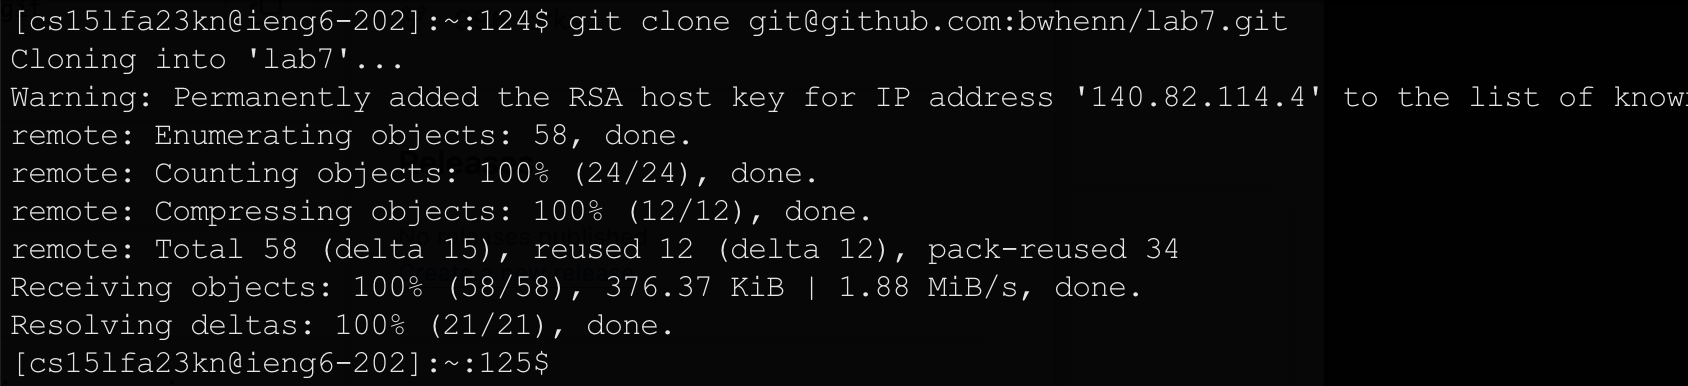 [cs15lfa23kn@ieng6-202]:~:124$ git clone git@github.com:bwhenn/lab7.git
Cloning into 'lab7'...
Warning: Permanently added the RSA host key for IP address '140.82.114.4' to the list of
remote: Enumerating objects: 58, done.
remote: Counting objects: 100% (24/24), done.
remote: Compressing objects: 100% (12/12), done.
remote: Total 58 (delta 15), reused 12 (delta 12), pack-reused 34
Receiving objects: 100% (58/58), 376.37 KiB | 1.88 MiB/s, done.
Resolving deltas: 100% (21/21), done.
[cs15lfa23kn@ieng6-202]:~:125$